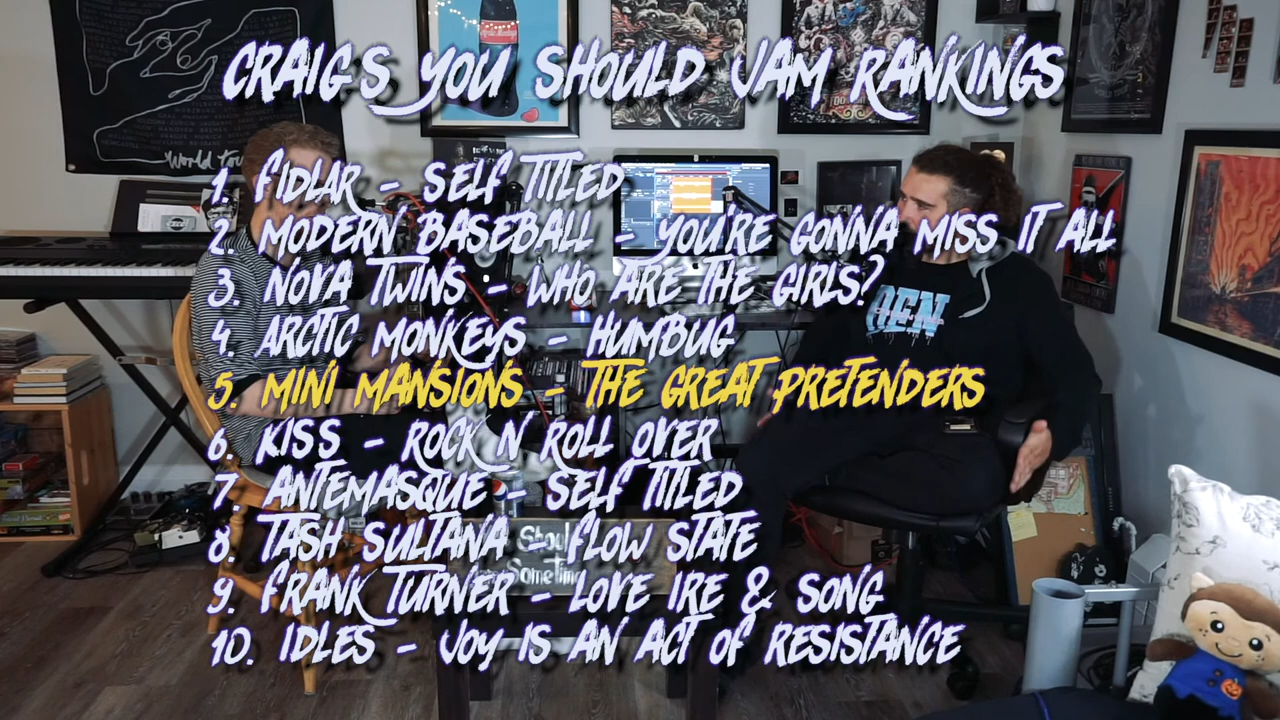 CRAIG'S YOU SHOULD JAM RANKINGS
1. FIDLAR - SELF TITLED
2. MODERN BASEBALL - YOU'RE GONNA MISS IT ALL
3. NOVA TWINS - WHO ARE THE GIRLS?
4. ARCTIC MONKEYS - HUMBUG
5. MINI MANSIONS - THE GREAT PRETENDERS
6. KISS - ROCK N ROLL OVER
7. ANTEMASQUE - SELF TITLED
8. TASH SULTANA - FLOW STATE
9. FRANK TURNER - LOVE IRE & SONG
10. IDLES - JOY IS AN ACT OF RESISTANCE
World